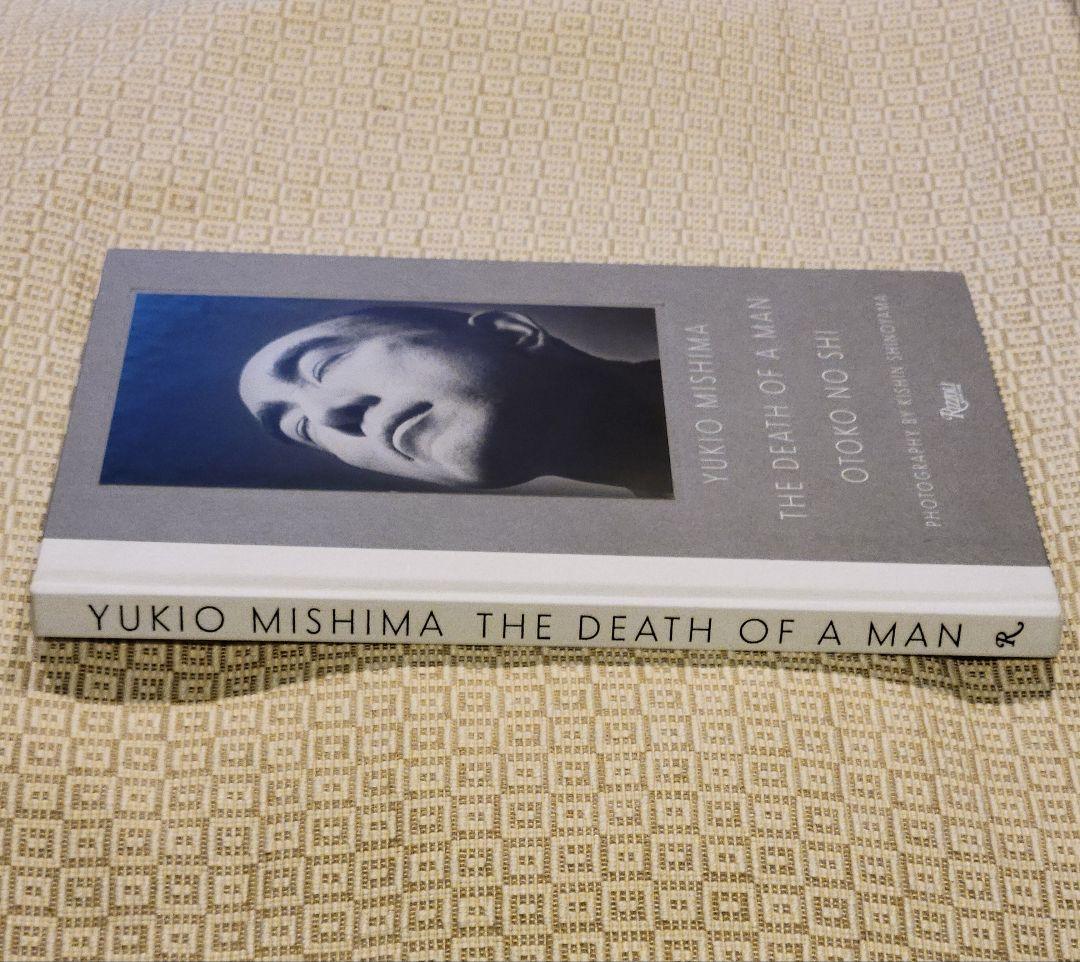 YUKIO MISHIMA
THE DEATH OF A MAN
OTOKO NO SHI
PHOTOGRAPHY BY KISHIN SHINOYAMA
Rizzoli
YUKIO MISHIMA THE DEATH OF A MAN R